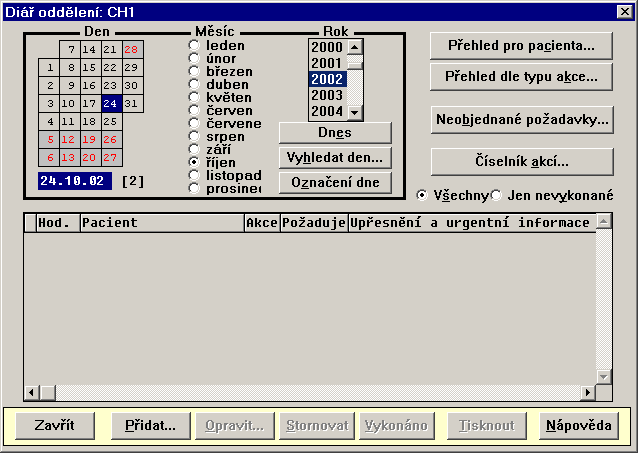 Diář oddělení: CH1
Den
Měsíc
Rok
7 14 21 28
1 8 15 22 29
2 9 16 23 30
3 10 17 24 31
4 11 18 25
5 12 19 26
6 13 20 27
24.10.02 [2]
leden
únor
březen
duben
květen
červen
červene
srpen
září
říjen
listopad
prosinec
2000
2001
2002
2003
2004
Dnes
Vyhledat den...
Označení dne
Přehled pro pacienta...
Přehled dle typu akce...
Neobjednané požadavky...
Číselník akcí...
Všechny Jen nevykonané
Hod. Pacient Akce Požaduje Upřesnění a urgentní informace
Zavřít Přidat... Opravit... Stornovat Vykonáno Tisknout Nápověda